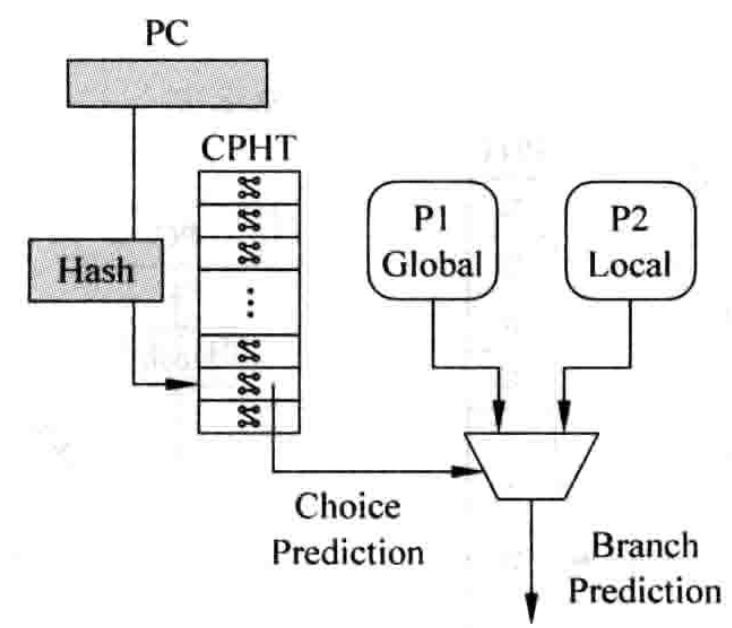 PC
CPHT
P1
Global
P2
Local
Hash
...
Choice
Prediction
Branch
Prediction